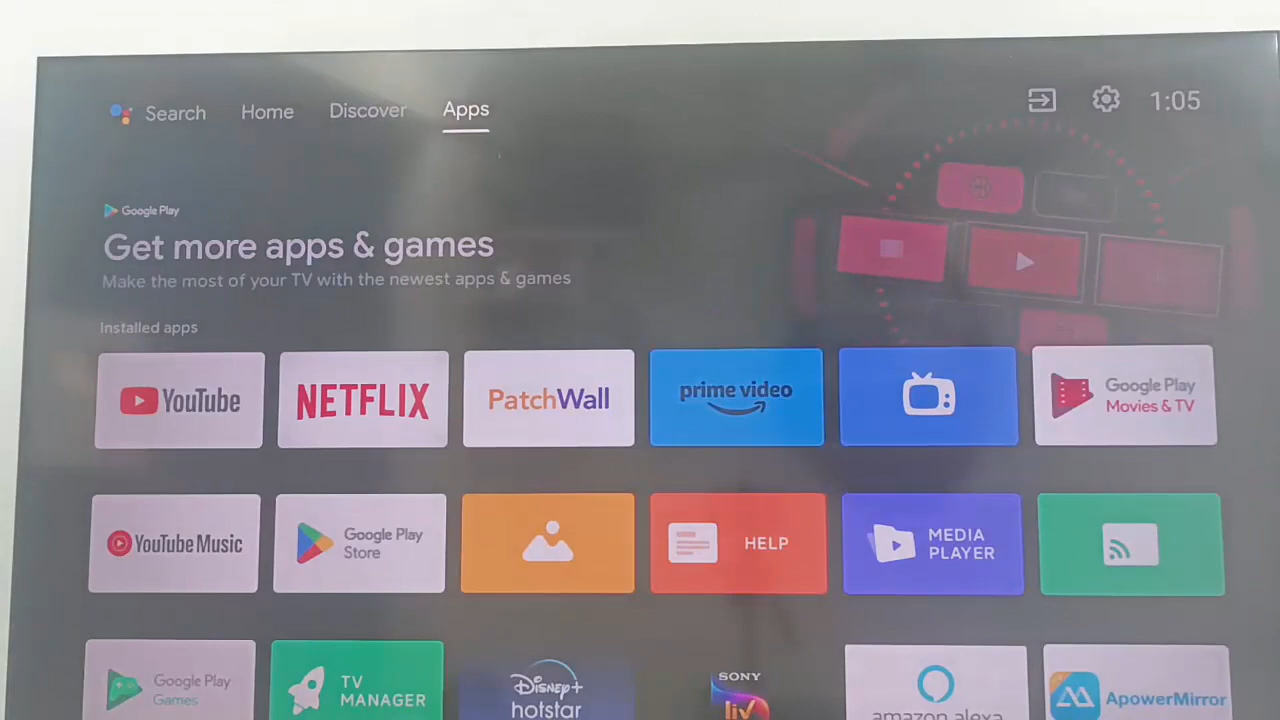 Search Home Discover Apps 1:05
Google Play
Get more apps & games
Make the most of your TV with the newest apps & games
Installed apps
YouTube
NETFLIX
PatchWall
prime video
Google Play
Movies & TV
YouTube Music
Google Play
Store
HELP
MEDIA
PLAYER
Google Play
Games
TV
MANAGER
Disney+
hotstar
SONY
liv
amazon alexa
ApowerMirror